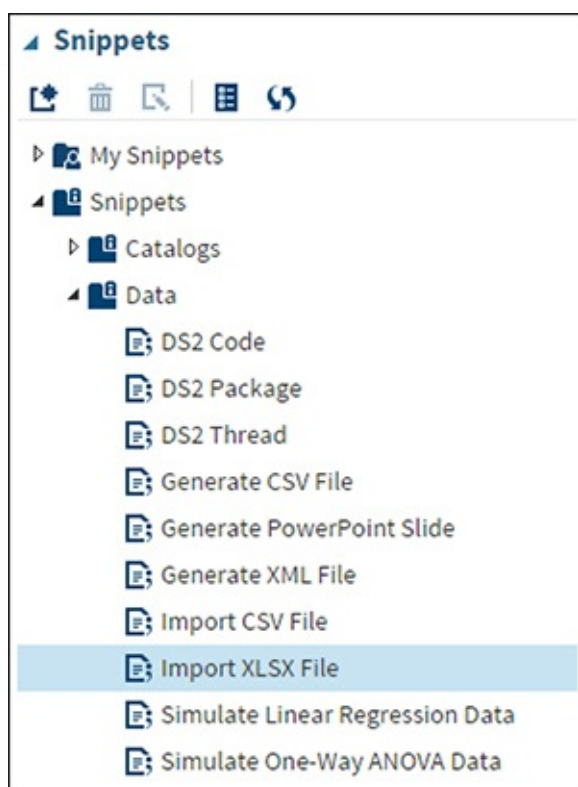 Snippets
My Snippets
Snippets
Catalogs
Data
DS2 Code
DS2 Package
DS2 Thread
Generate CSV File
Generate PowerPoint Slide
Generate XML File
Import CSV File
Import XLSX File
Simulate Linear Regression Data
Simulate One-Way ANOVA Data